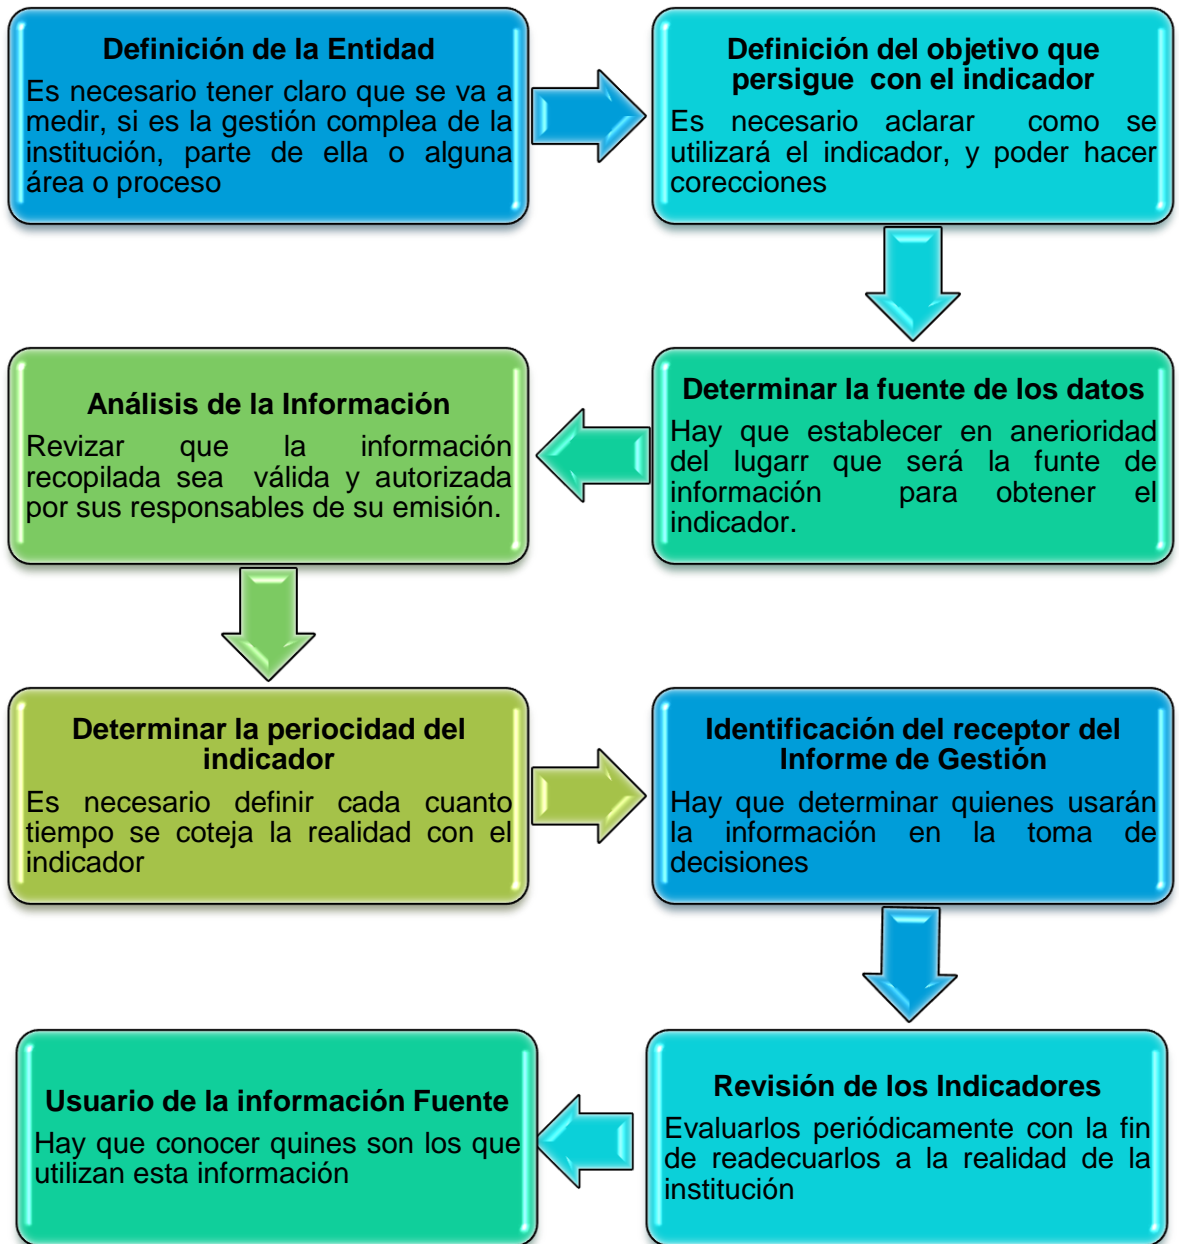 Definición de la Entidad
Es necesario tener claro que se va a
medir, si es la gestión complea de la
institución, parte de ella o alguna
área o proceso
Definición del objetivo que
persigue con el indicador
Es necesario aclarar como se
utilizará el indicador, y poder hacer
corecciones
Determinar la fuente de los datos
Hay que establecer en anerioridad
del lugarr que será la funte de
información para obtener el
indicador.
Análisis de la Información
Revizar que la información
recopilada sea válida y autorizada
por sus responsables de su emisión.
Determinar la periocidad del
indicador
Es necesario definir cada cuanto
tiempo se coteja la realidad con el
indicador
Identificación del receptor del
Informe de Gestión
Hay que determinar quienes usarán
la información en la toma de
decisiones
Revisión de los Indicadores
Evaluarlos periódicamente con la fin
de readecuarlos a la realidad de la
institución
Usuario de la información Fuente
Hay que conocer quines son los que
utilizan esta información